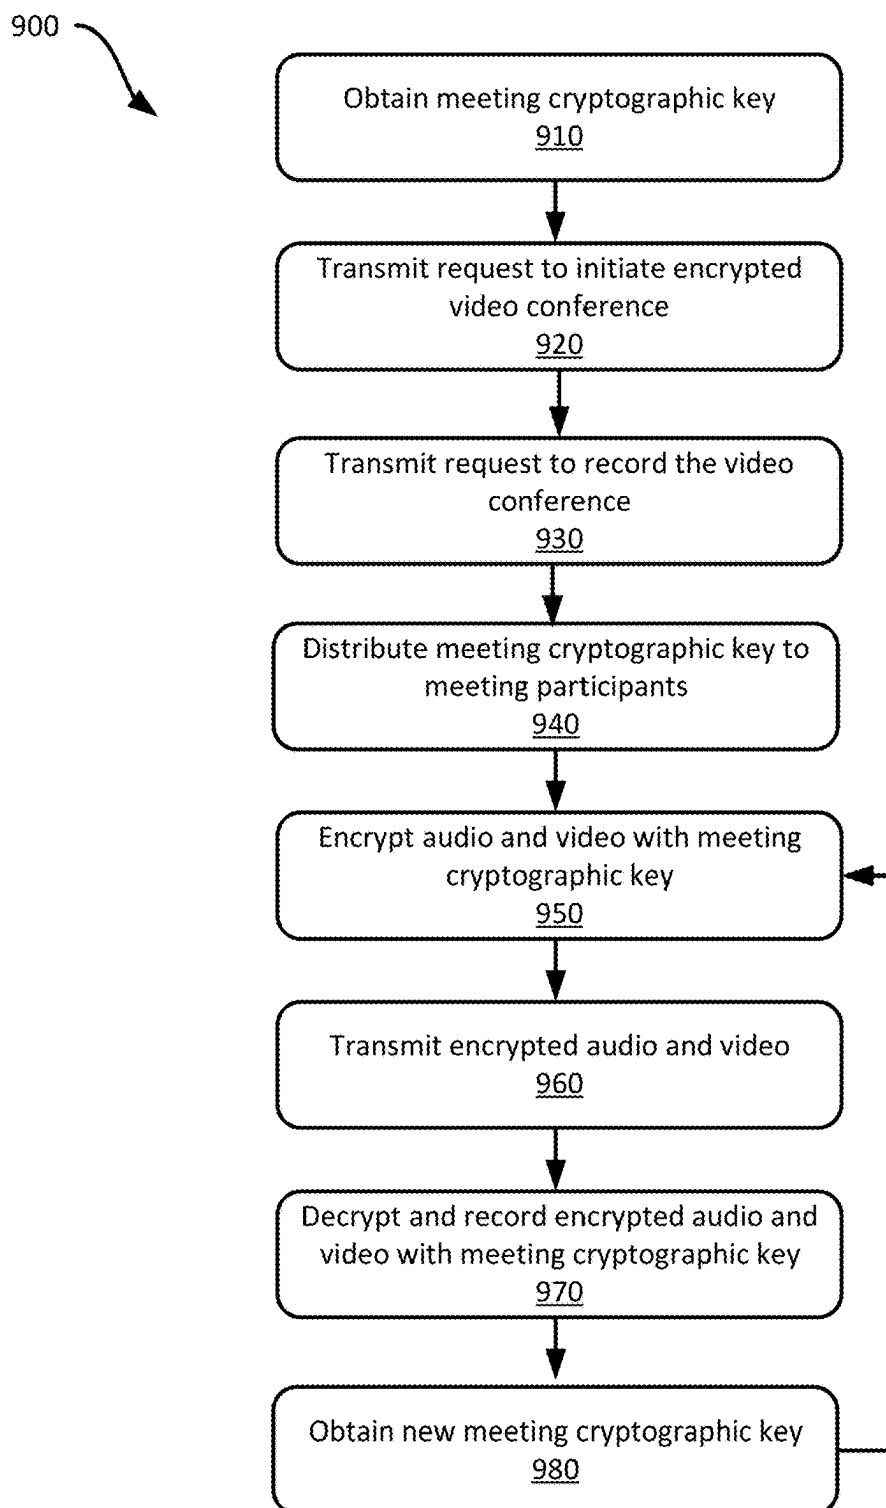 900
Obtain meeting cryptographic key
910
Transmit request to initiate encrypted
video conference
920
Transmit request to record the video
conference
930
Distribute meeting cryptographic key to
meeting participants
940
Encrypt audio and video with meeting
cryptographic key
950
Transmit encrypted audio and video
960
Decrypt and record encrypted audio and
video with meeting cryptographic key
970
Obtain new meeting cryptographic key
980